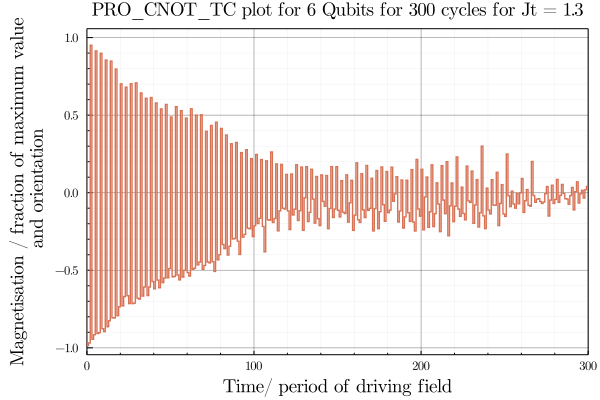 PRO_CNOT_TC plot for 6 Qubits for 300 cycles for Jt = 1.3
Magnetisation / fraction of maximum value
and orientation
1.0
0.5
0.0
−0.5
−1.0
0
100
200
300
Time/ period of driving field